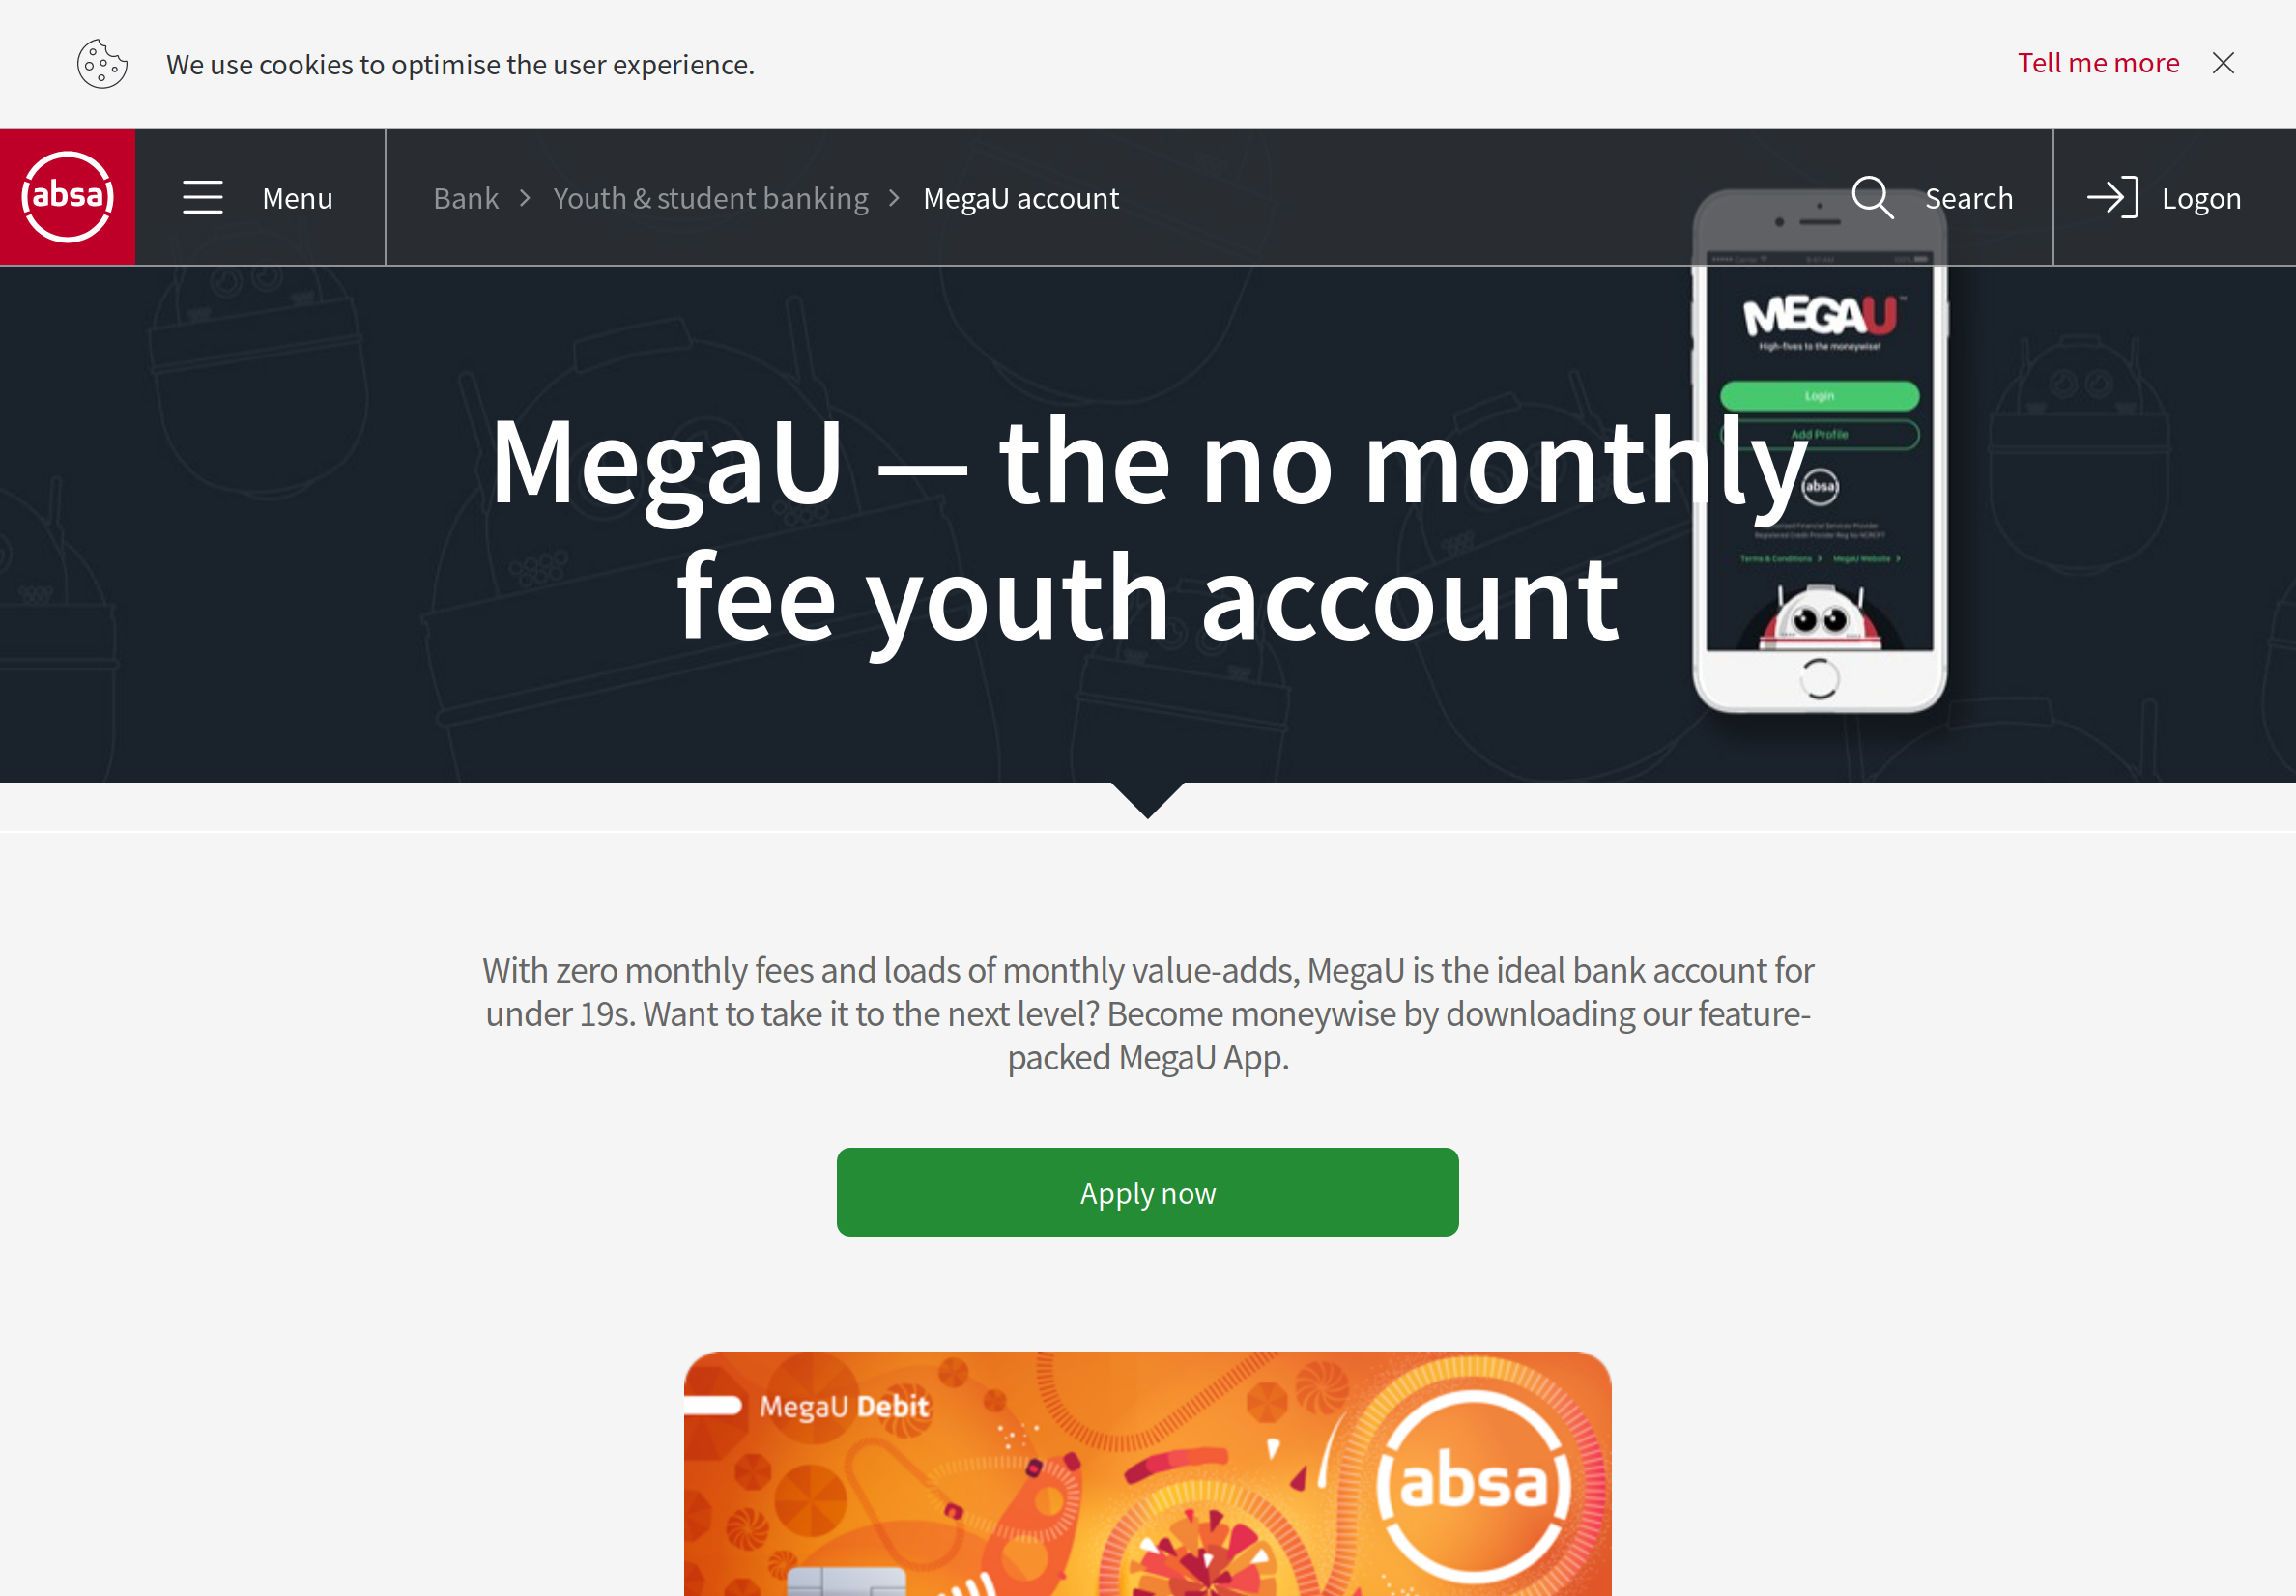 We use cookies to optimise the user experience.
Tell me more
absa
Menu
Bank
Youth & student banking
MegaU account
Search
Logon
MEGAU
High-fives to the moneywise!
Login
Add Profile
absa
Terms & Conditions
MegaU Website
MegaU — the no monthly
fee youth account
With zero monthly fees and loads of monthly value-adds, MegaU is the ideal bank account for
under 19s. Want to take it to the next level? Become moneywise by downloading our feature-
packed MegaU App.
Apply now
MegaU Debit
absa